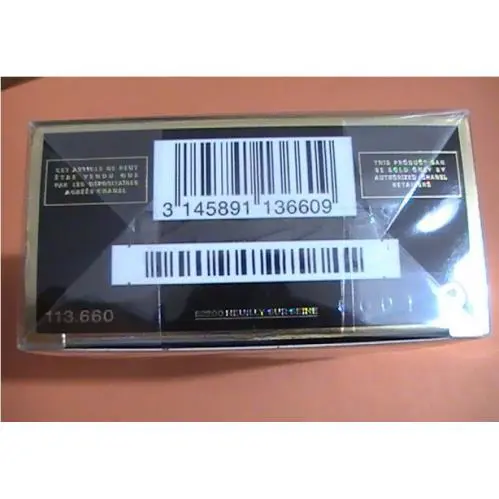 CET ARTICLE NE PEUT
ÊTRE VENDU QUE
PAR LES DÉPOSITAIRES
AGRÉÉS CHANEL
3 145891 136609
THIS PRODUCT CAN
BE SOLD ONLY BY
AUTHORIZED CHANEL
RETAILERS
113.660
92200 NEUILLY SUR SEINE